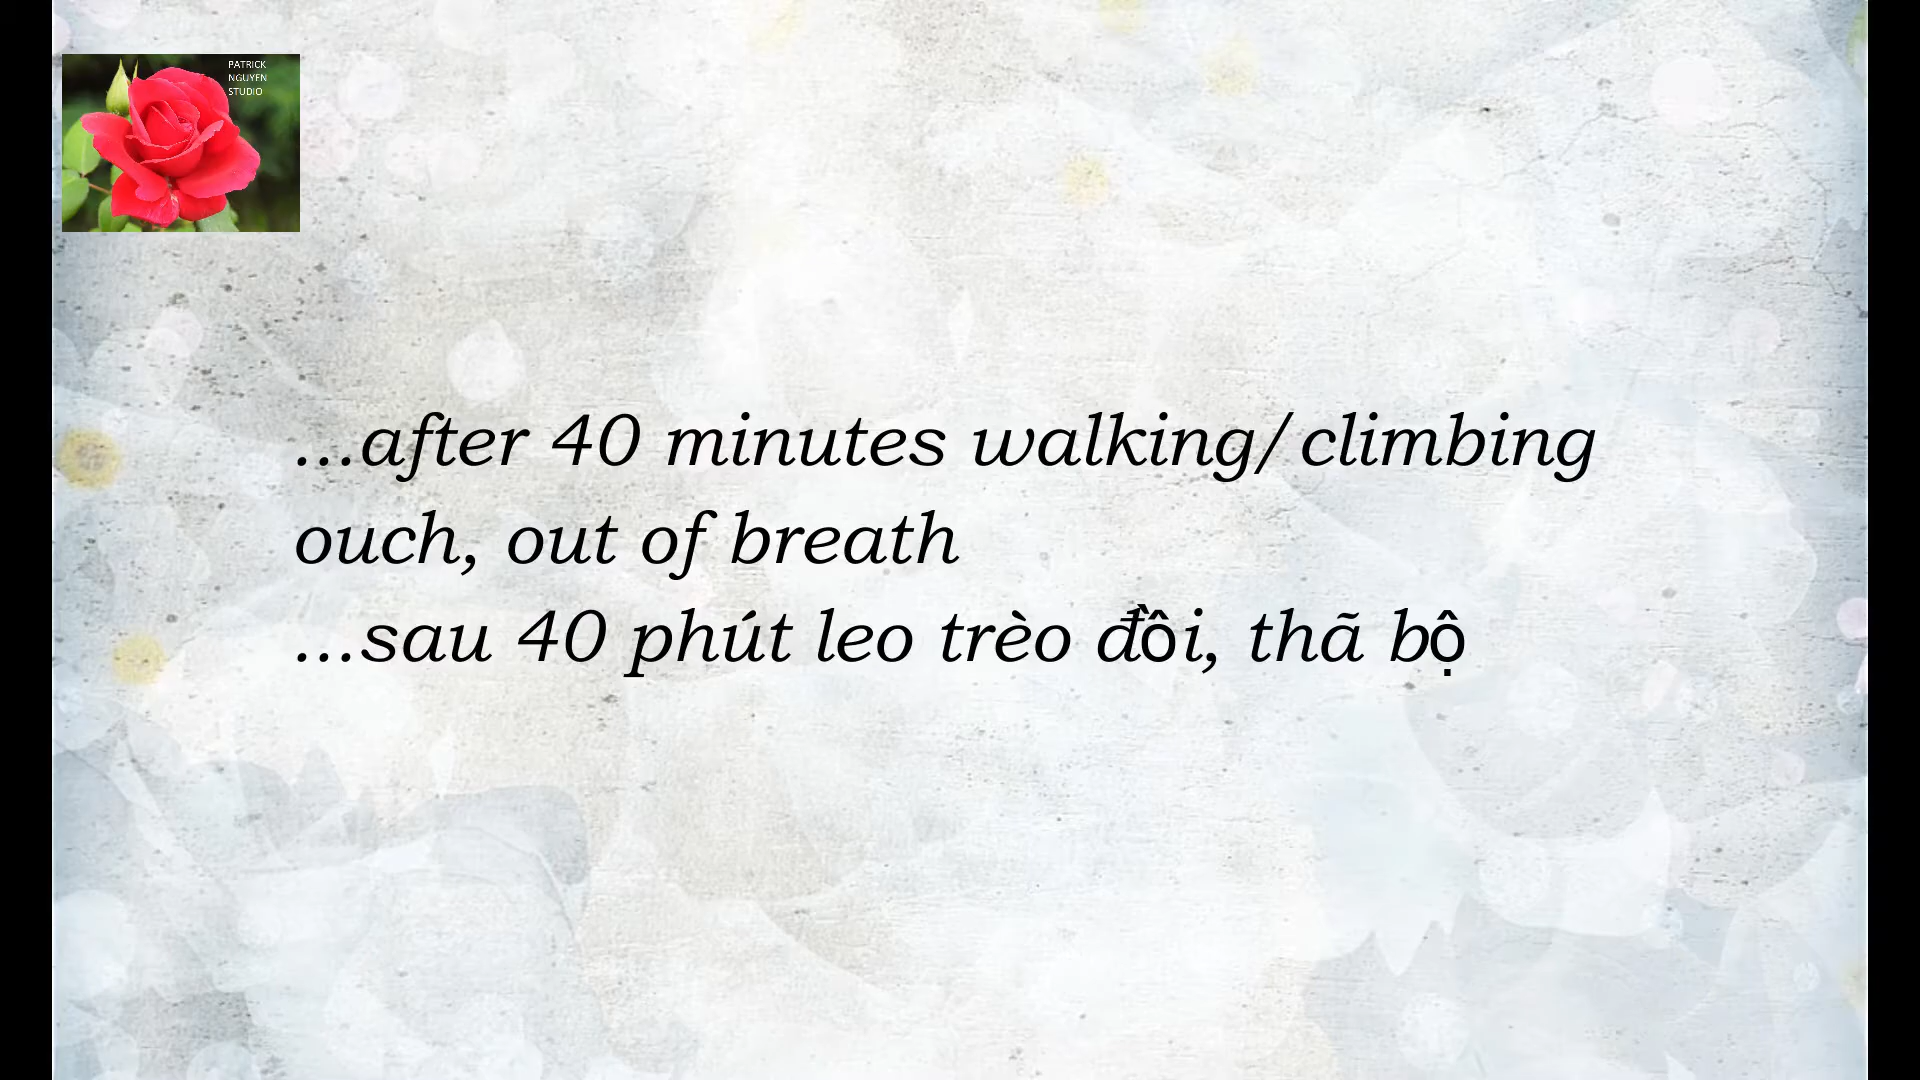 PATRICK
NGUYEN
STUDIO
...after 40 minutes walking/climbing
ouch, out of breath
...sau 40 phút leo trèo đồi, thã bộ